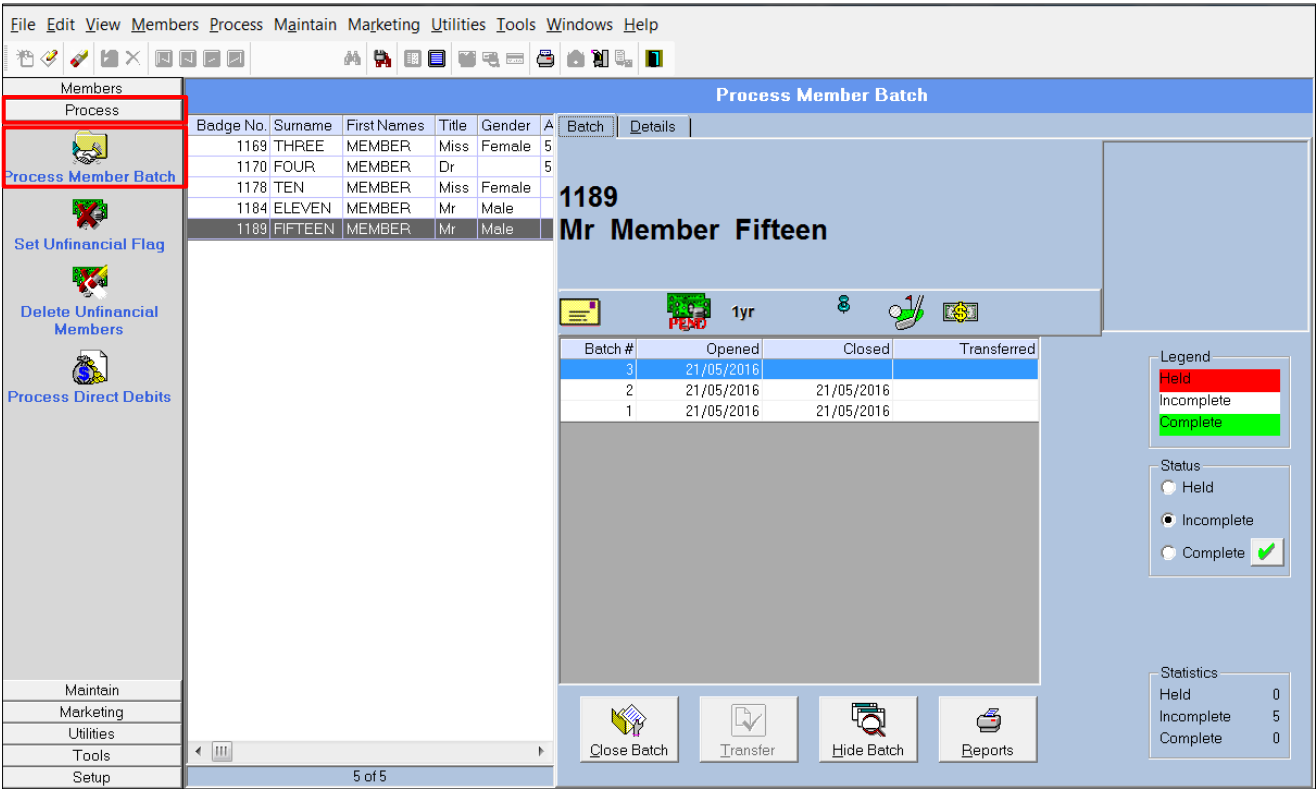 File Edit View Members Process Maintain Marketing Utilities Tools Windows Help
Members
Process
Process Member Batch
Set Unfinancial Flag
Delete Unfinancial
Members
Process Direct Debits
Maintain
Marketing
Utilities
Tools
Setup
Process Member Batch
Badge No. Surname First Names Title Gender A
1169 THREE MEMBER Miss Female 5
1170 FOUR MEMBER Dr 5
1178 TEN MEMBER Miss Female
1184 ELEVEN MEMBER Mr Male
1189 FIFTEEN MEMBER Mr Male
5 of 5
Batch Details
1189
Mr Member Fifteen
PEND 1yr 8
Batch # Opened Closed Transferred
3 21/05/2016
2 21/05/2016 21/05/2016
1 21/05/2016 21/05/2016
Close Batch Transfer Hide Batch Reports
Legend
Held
Incomplete
Complete
Status
Held
Incomplete
Complete
Statistics
Held 0
Incomplete 5
Complete 0